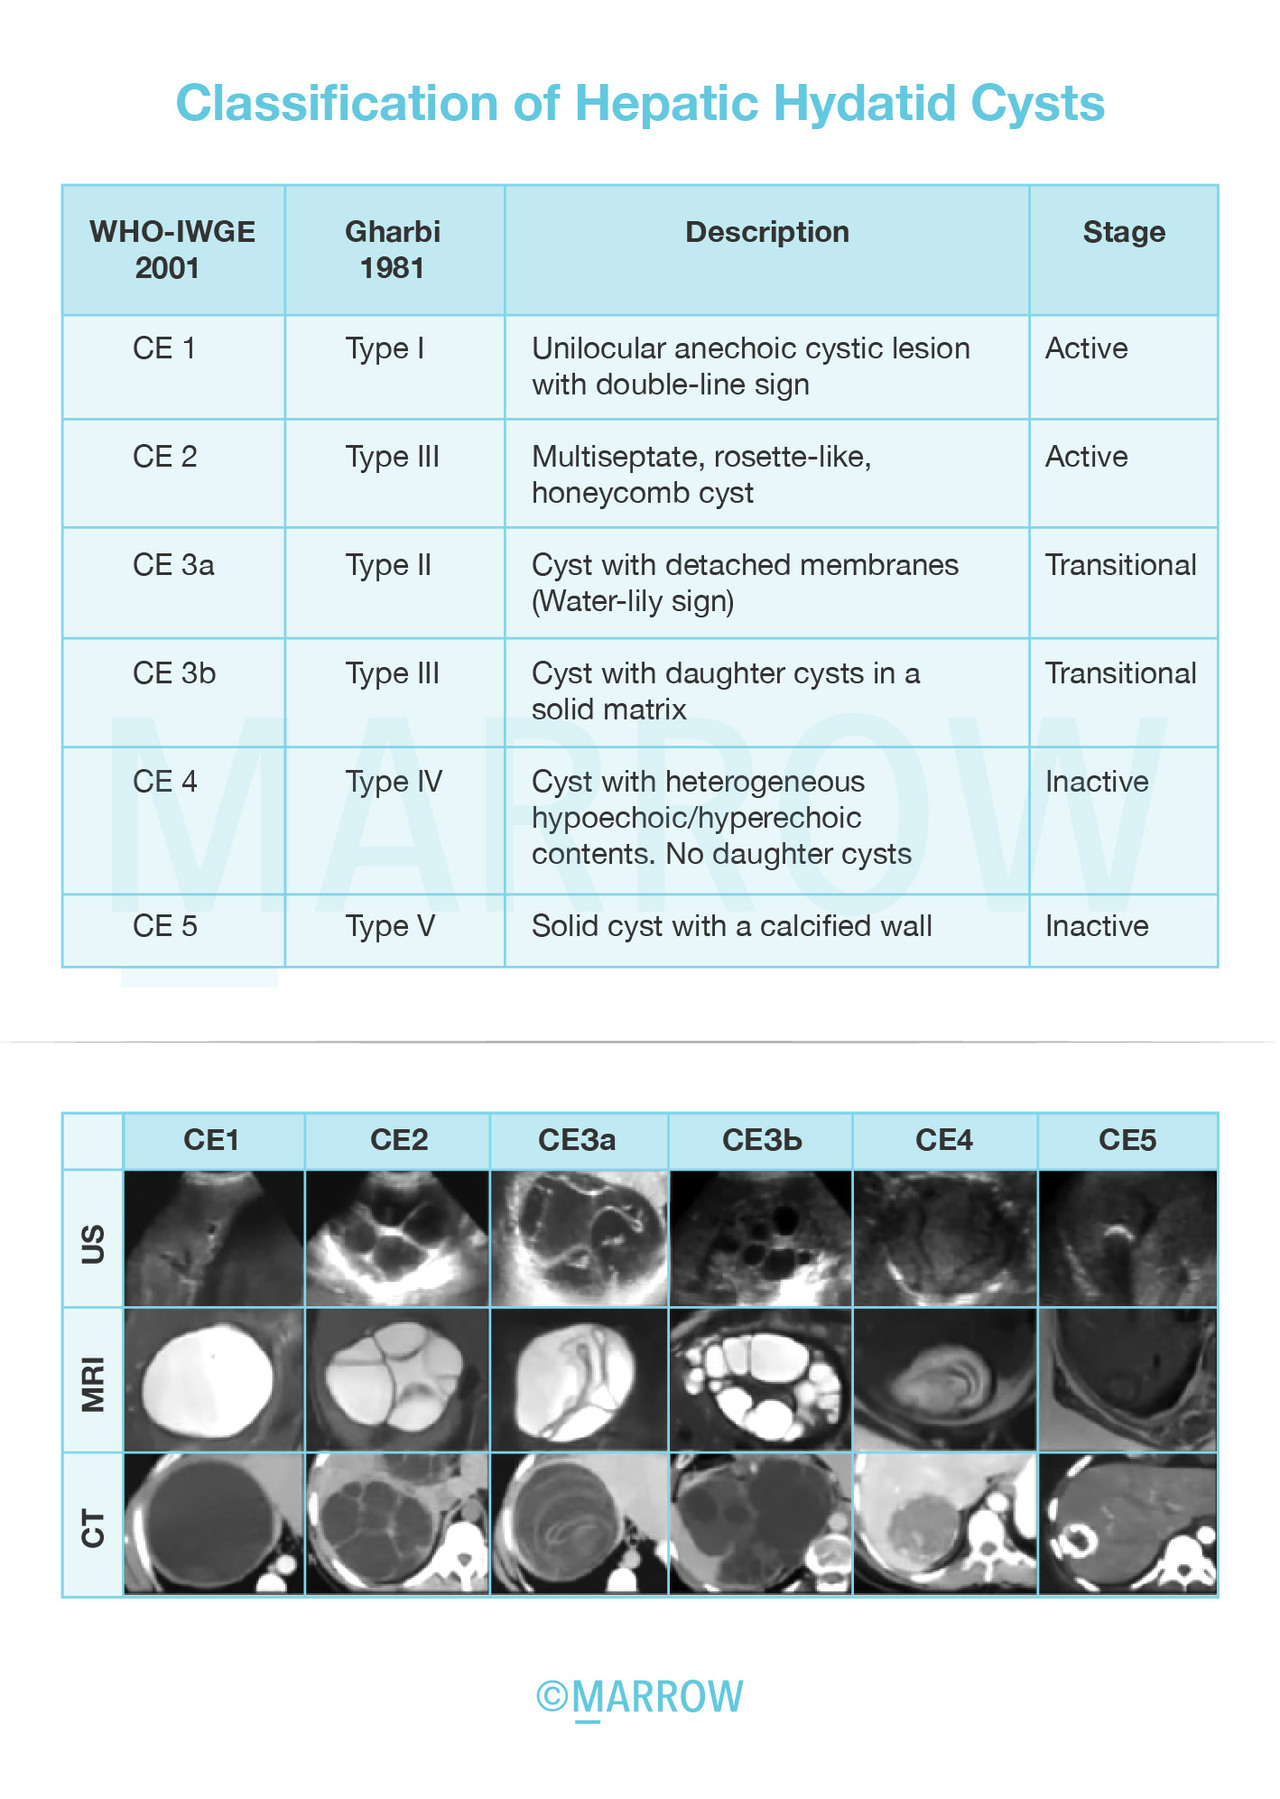 Classification of Hepatic Hydatid Cysts
WHO-IWGE 2001 Gharbi 1981 Description Stage
CE 1 Type I Unilocular anechoic cystic lesion with double-line sign Active
CE 2 Type III Multiseptate, rosette-like, honeycomb cyst Active
CE 3a Type II Cyst with detached membranes (Water-lily sign) Transitional
CE 3b Type III Cyst with daughter cysts in a solid matrix Transitional
CE 4 Type IV Cyst with heterogeneous hypoechoic/hyperechoic contents. No daughter cysts Inactive
CE 5 Type V Solid cyst with a calcified wall Inactive
MARROW
CE1 CE2 CE3a CE3b CE4 CE5
US
MRI
CT
©MARROW